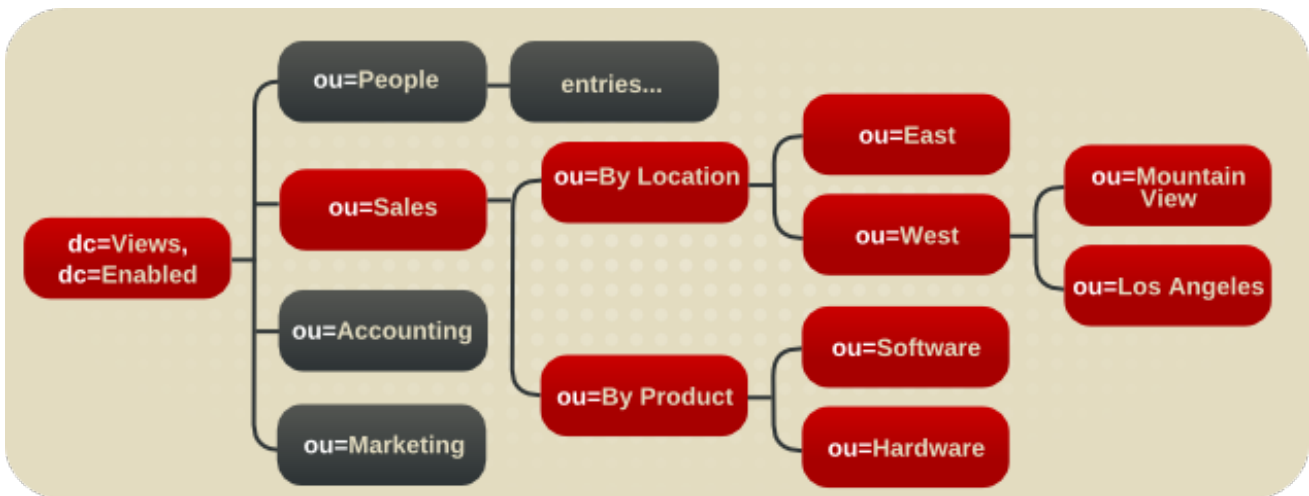 ou=People
entries...
ou=East
ou=By Location
ou=Mountain
View
ou=Sales
ou=West
dc=Views,
dc=Enabled
ou=Los Angeles
ou=Accounting
ou=Software
ou=By Product
ou=Marketing
ou=Hardware